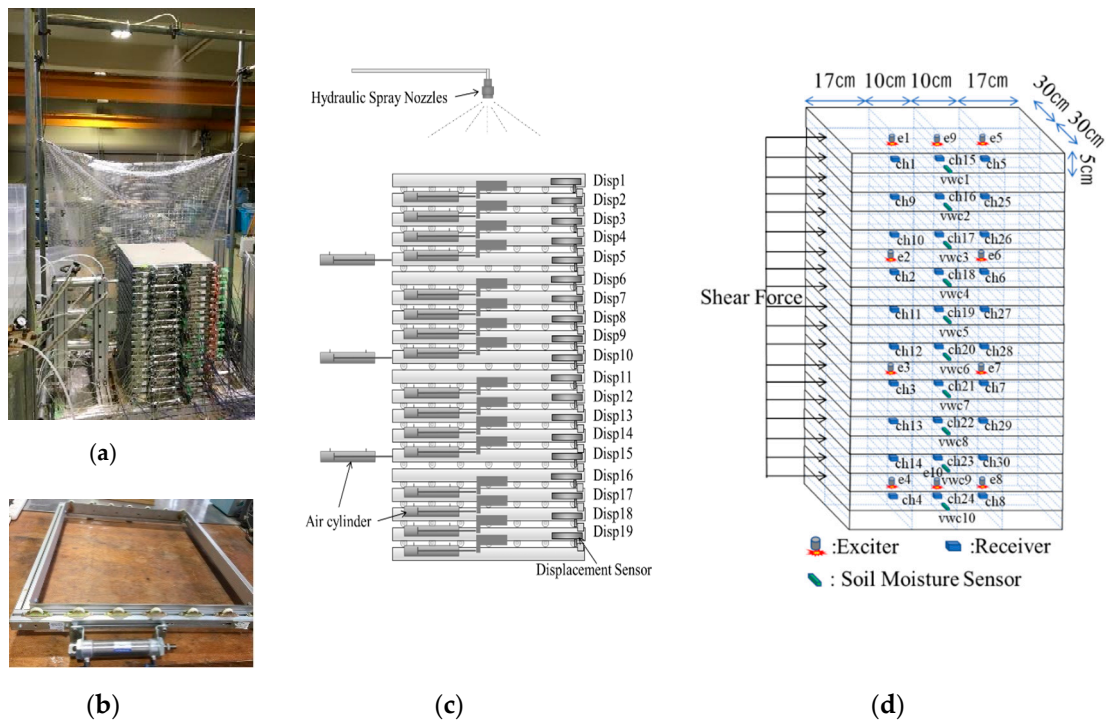 Hydraulic Spray Nozzles
Disp1
Disp2
Disp3
Disp4
Disp5
Disp6
Disp7
Disp8
Disp9
Disp10
Disp11
Disp12
Disp13
Disp14
Disp15
Disp16
Disp17
Disp18
Disp19
Air cylinder
Displacement Sensor
17cm 10cm 10cm 17cm
30cm
30cm
5cm
e1 e9 e5
ch1 ch15 ch5
vwc1
ch9 ch16 ch25
vwc2
ch10 ch17 ch26
e2 vwc3 e6
ch2 ch18 ch6
vwc4
Shear Force
ch11 ch19 ch27
vwc5
ch12 ch20 ch28
e3 vwc6 e7
ch3 ch21 ch7
vwc7
ch13 ch22 ch29
vwc8
ch14 ch23 ch30
e10
e4 vwc9 e8
ch4 ch24 ch8
vwc10
:Exciter :Receiver
: Soil Moisture Sensor
(a)
(b) (c) (d)